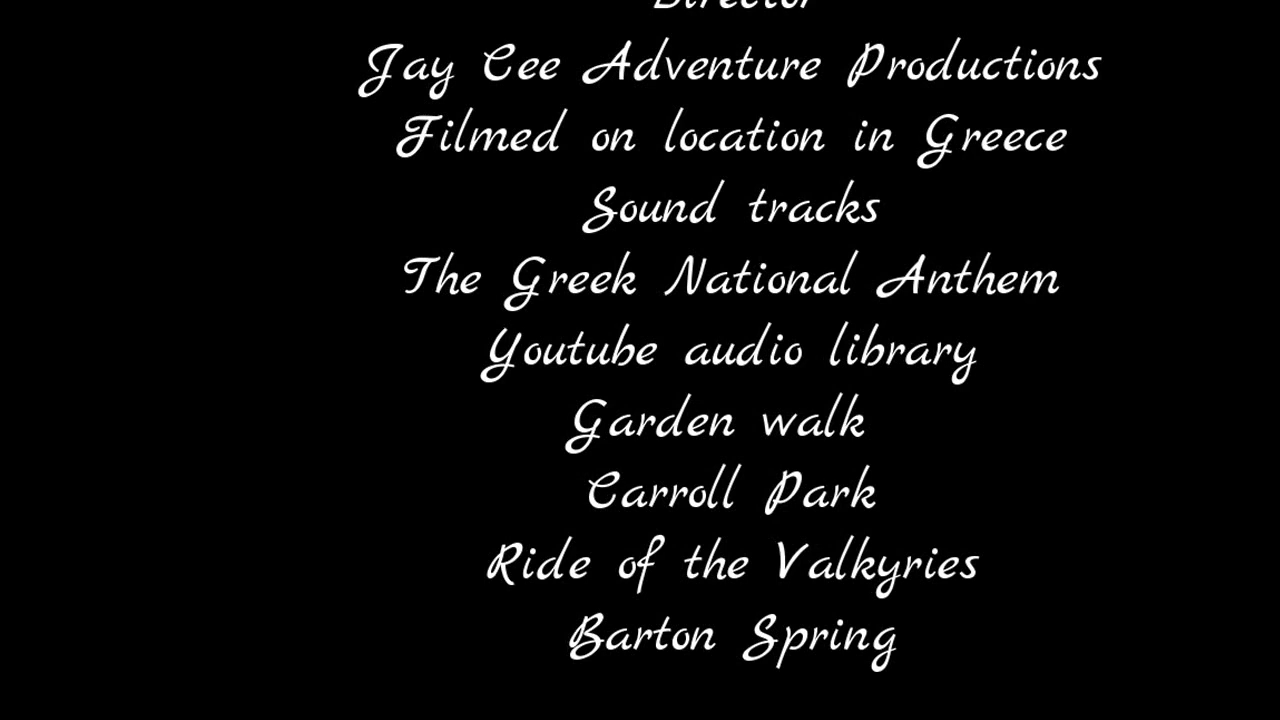 Director
Jay Cee Adventure Productions
Filmed on location in Greece
Sound tracks
The Greek National Anthem
Youtube audio library
Garden walk
Carroll Park
Ride of the Valkyries
Barton Spring